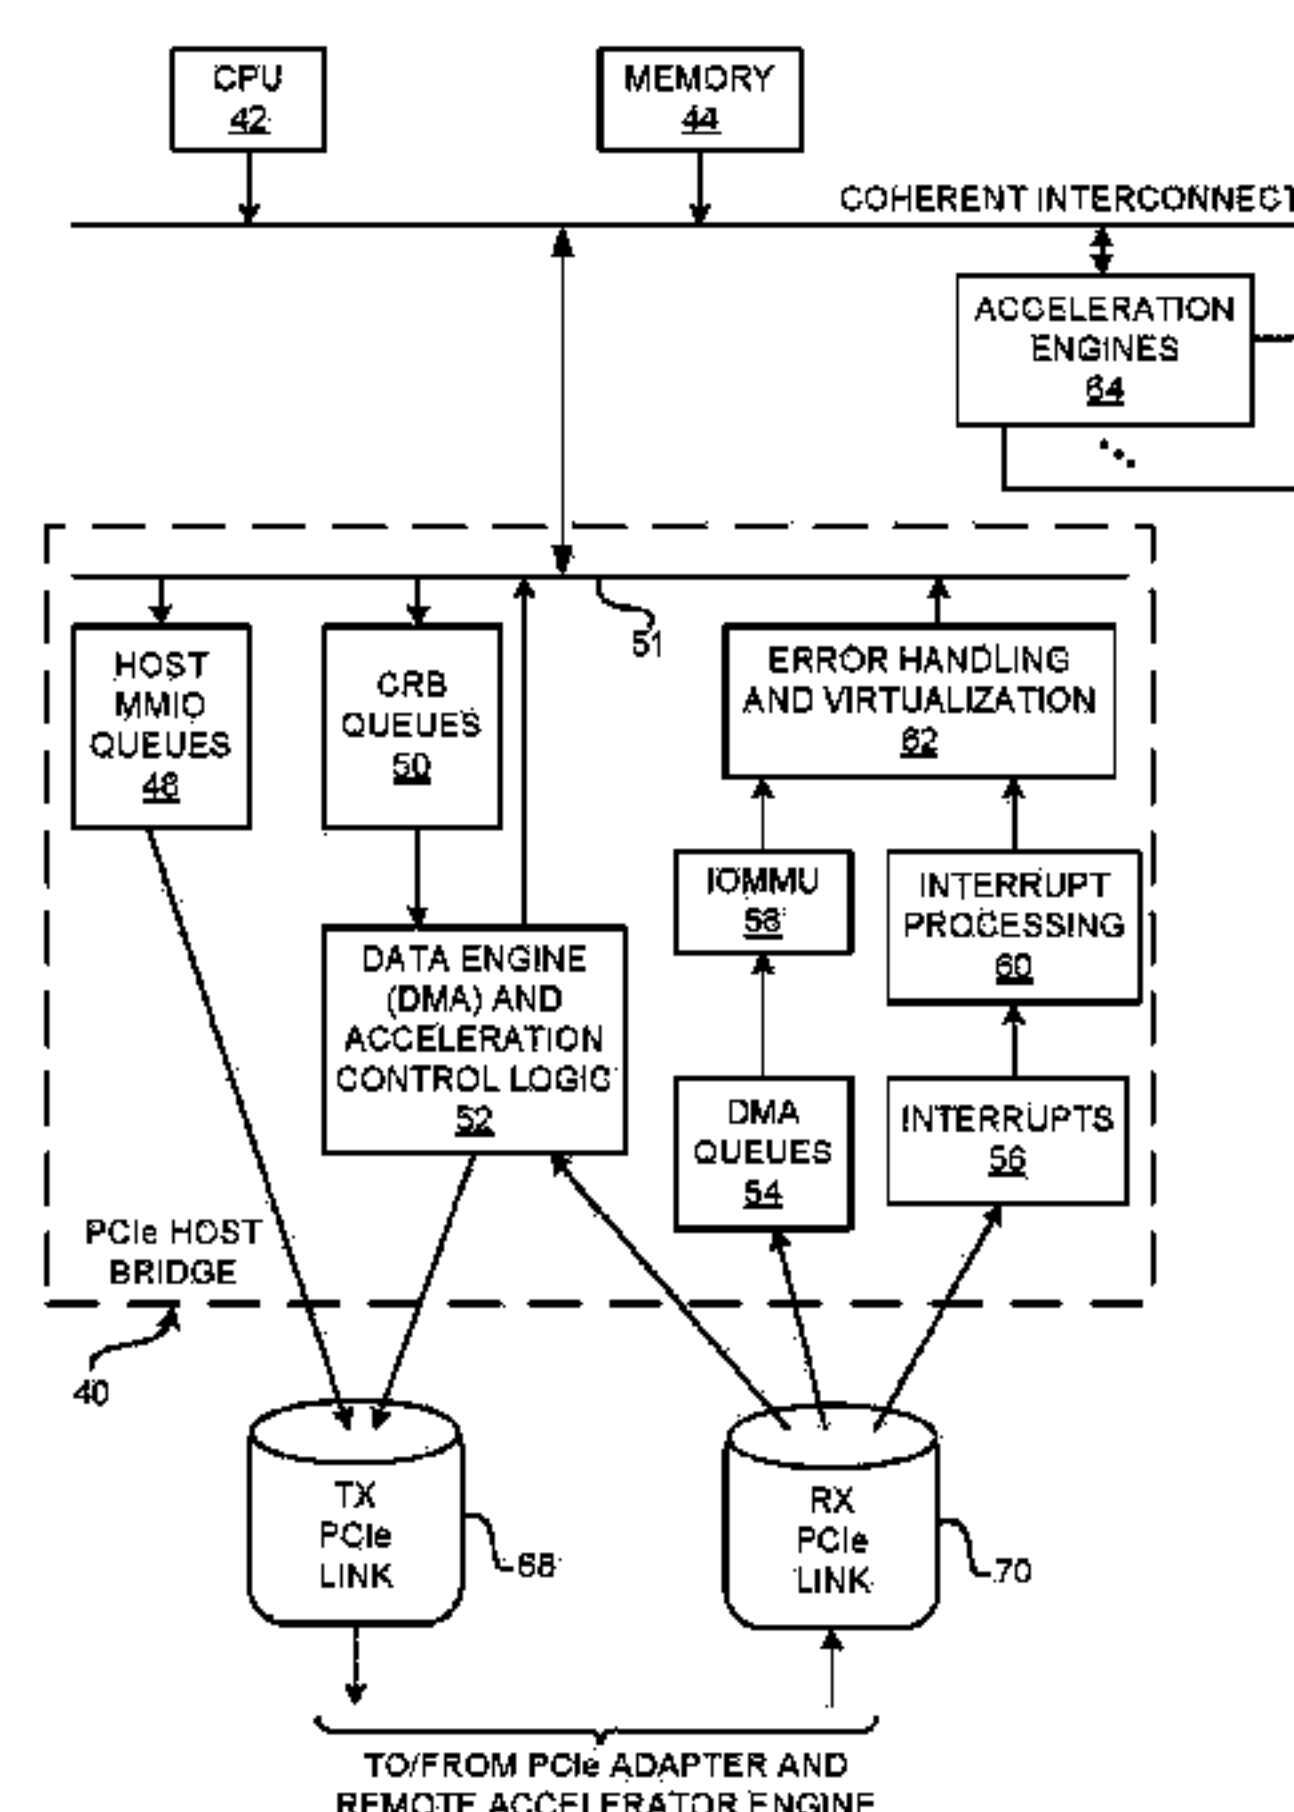 CPU
42
MEMORY
44
COHERENT INTERCONNECT
ACCELERATION
ENGINES
64
51
HOST
MMIO
QUEUES
48
CRB
QUEUES
50
ERROR HANDLING
AND VIRTUALIZATION
62
IOMMU
58
INTERRUPT
PROCESSING
60
DATA ENGINE
(DMA) AND
ACCELERATION
CONTROL LOGIC
52
DMA
QUEUES
54
INTERRUPTS
56
PCIe HOST
BRIDGE
40
TX
PCIe
LINK
68
RX
PCIe
LINK
70
TO/FROM PCIe ADAPTER AND
REMOTE ACCELERATOR ENGINE